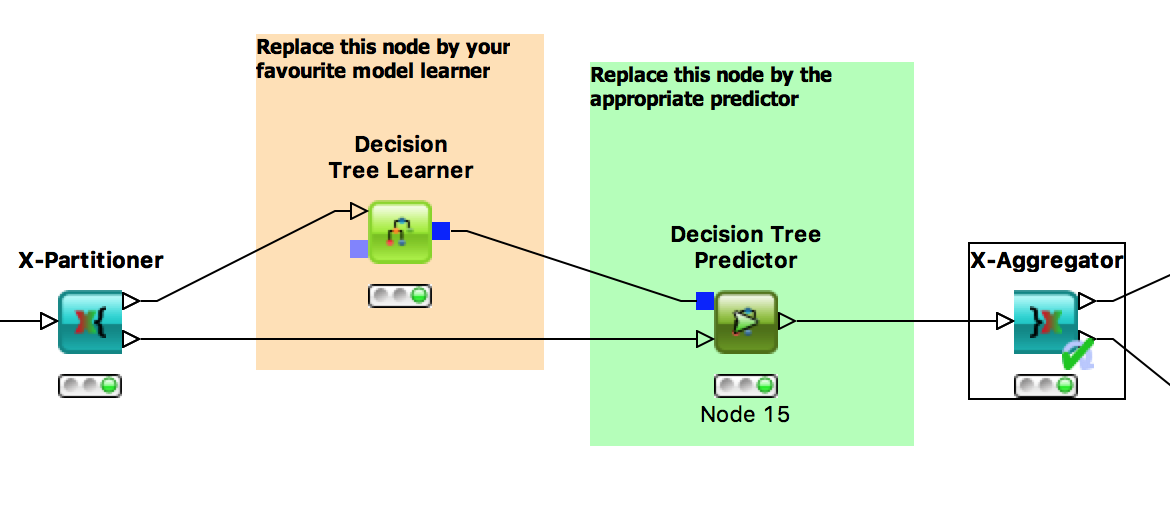 Replace this node by your
favourite model learner
Replace this node by the
appropriate predictor
Decision
Tree Learner
Decision Tree
Predictor
X-Partitioner
X-Aggregator
X{
}X
Node 15